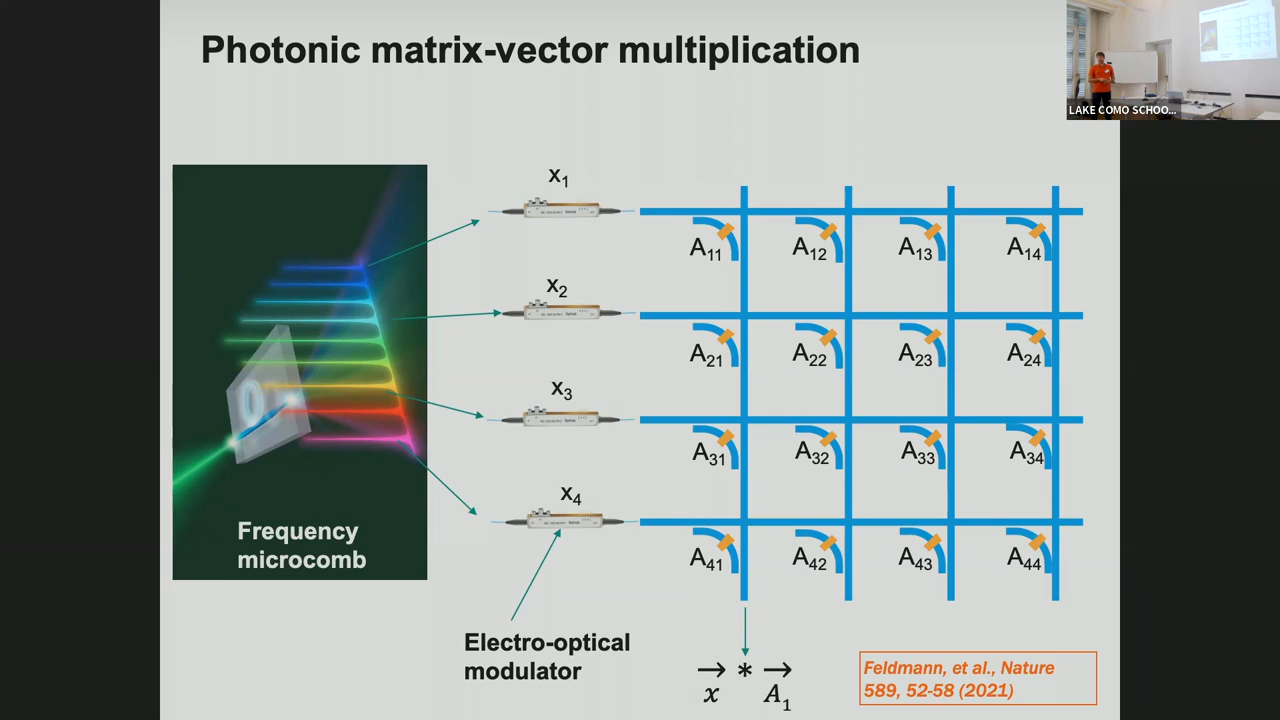 Photonic matrix-vector multiplication
LAKE COMO SCHOO...
x1
x2
x3
x4
A11 A12 A13 A14
A21 A22 A23 A24
A31 A32 A33 A34
A41 A42 A43 A44
Frequency
microcomb
Electro-optical
modulator
x * A1
Feldmann, et al., Nature
589, 52-58 (2021)